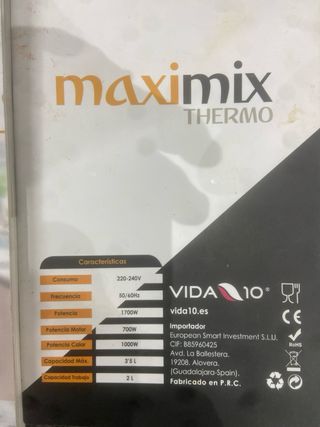 maximix
THERMO
Características
Consumo 220-240V
Frecuencia 50/60Hz
Potencia 1700W
Potencia Motor 700W
Potencia Calor 1000W
Capacidad Máx. 3'5 L
Capacidad Trabajo 2 L
VIDA 10®
vida10.es
Importador
European Smart Investment S.L.U.
CIF: B85960425
Avd. La Ballestera.
19208. Alovera.
(Guadalajara-Spain).
Fabricado en P.R.C.
CE
RoHS